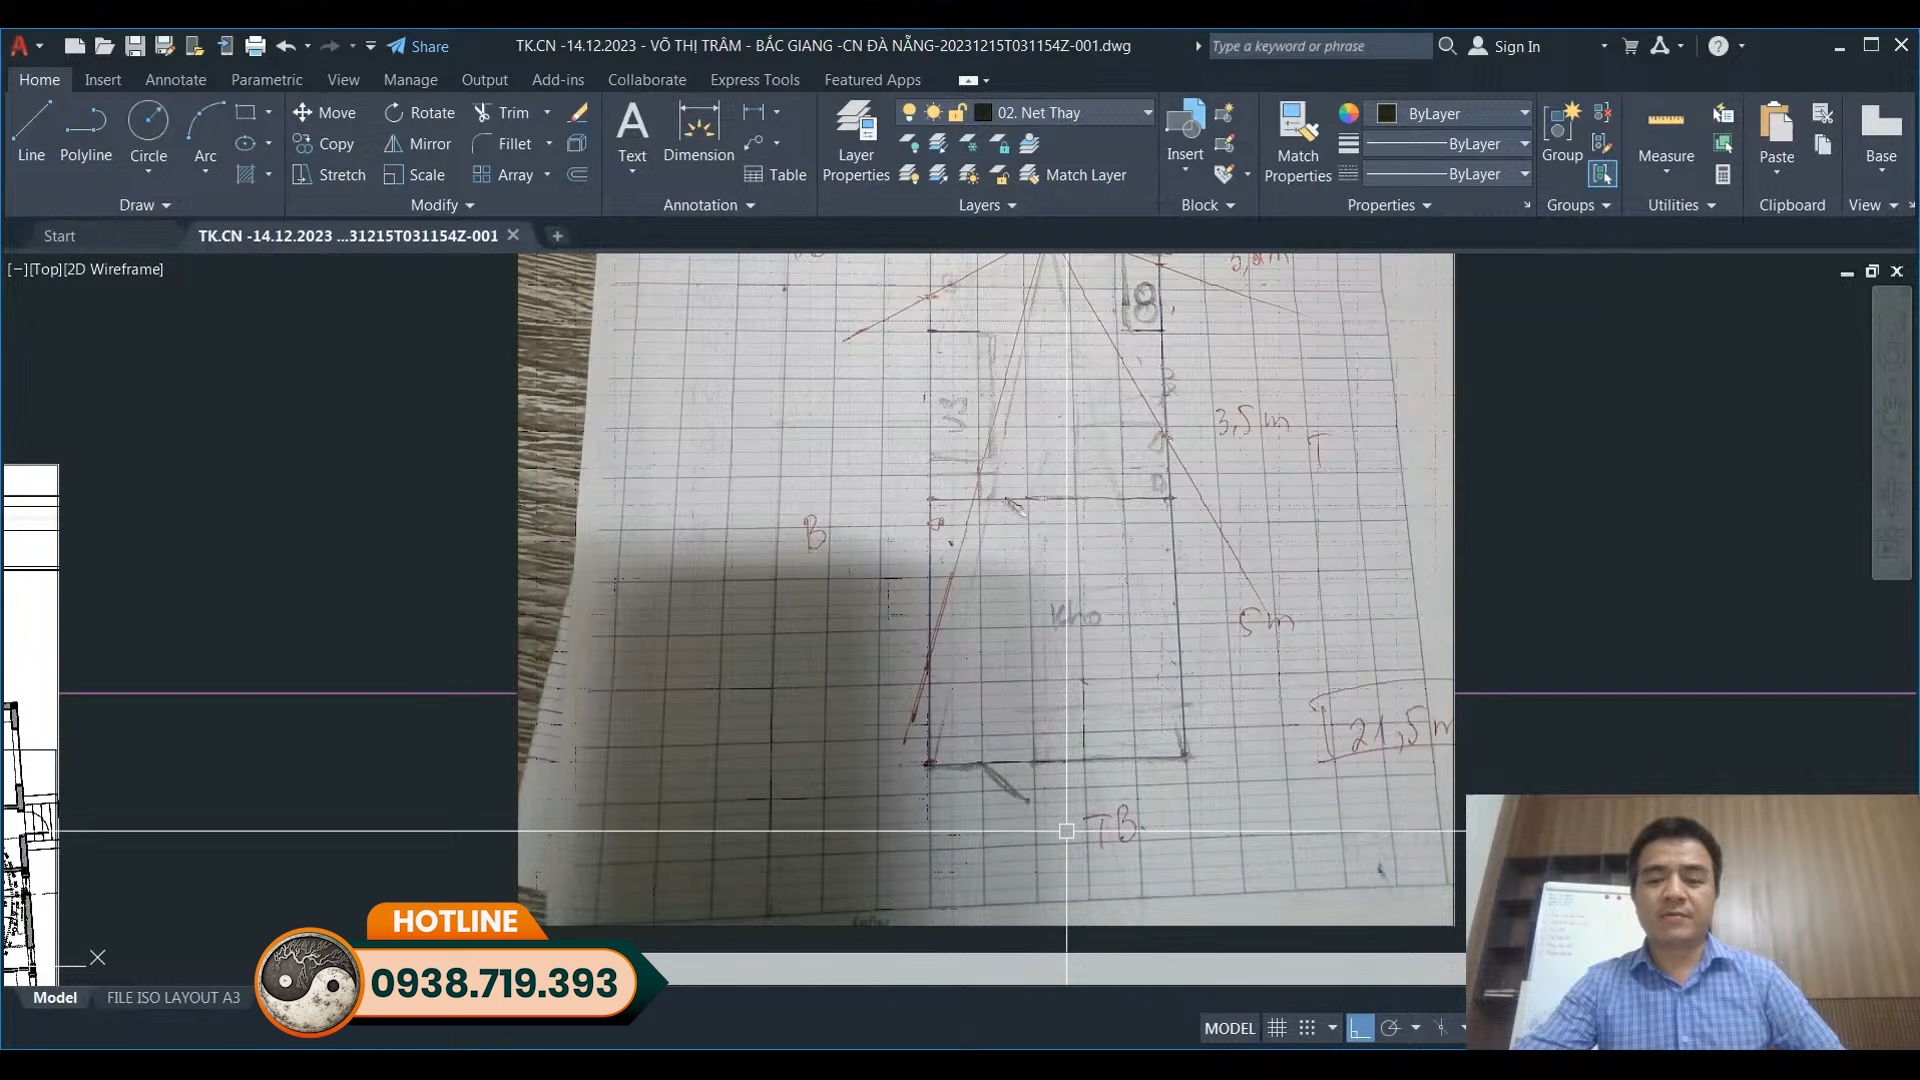 Share
TK.CN -14.12.2023 - VÕ THỊ TRÂM - BẮC GIANG -CN ĐÀ NẴNG-20231215T031154Z-001.dwg
Type a keyword or phrase
Sign In
Home Insert Annotate Parametric View Manage Output Add-ins Collaborate Express Tools Featured Apps
Line Polyline Circle Arc
Move Rotate Trim
Copy Mirror Fillet
Stretch Scale Array
Text Dimension
Table
Layer Properties
02. Net Thay
Match Layer
Insert
Match Properties
ByLayer
ByLayer
ByLayer
Group
Measure
Paste
Base
Draw Modify Annotation Layers Block Properties Groups Utilities Clipboard View
Start
TK.CN -14.12.2023 ...31215T031154Z-001
[−][Top][2D Wireframe]
3,5 m
T
B
Kho
5m
21,5m
TB.
HOTLINE
0938.719.393
Model
FILE ISO LAYOUT A3
MODEL